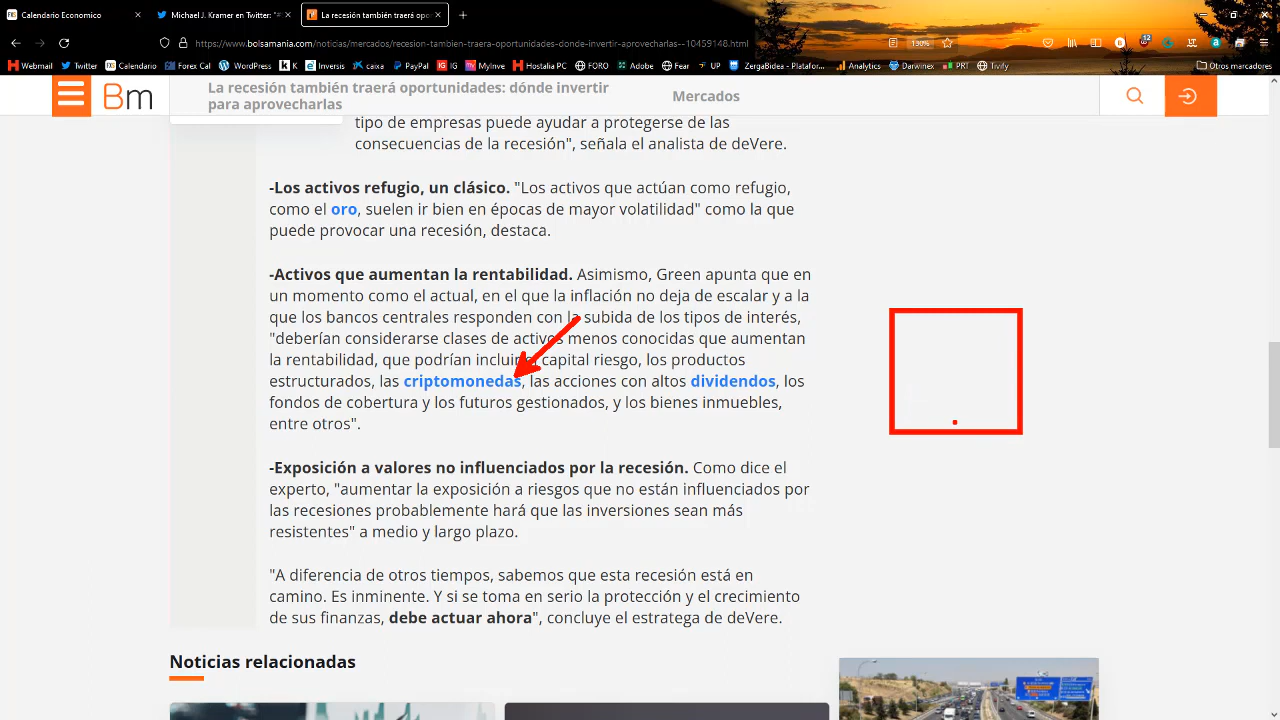 Calendario Economico
Michael J. Kramer en Twitter: "#
La recesión también traerá opor
https://www.bolsamania.com/noticias/mercados/recesion-tambien-traera-oportunidades-donde-invertir-aprovecharlas--10459148.html
130%
12
Webmail
Twitter
Calendario
Forex Cal
WordPress
K
Inversis
caixa
PayPal
IG
MyInve
Hostalia PC
FORO
Adobe
Fear
UP
ZergaBidea - Platafor...
Analytics
Darwinex
PRT
Tivify
Otros marcadores
Bm
La recesión también traerá oportunidades: dónde invertir
para aprovecharlas
Mercados
tipo de empresas puede ayudar a protegerse de las
consecuencias de la recesión", señala el analista de deVere.
-Los activos refugio, un clásico. "Los activos que actúan como refugio,
como el oro, suelen ir bien en épocas de mayor volatilidad" como la que
puede provocar una recesión, destaca.
-Activos que aumentan la rentabilidad. Asimismo, Green apunta que en
un momento como el actual, en el que la inflación no deja de escalar y a la
que los bancos centrales responden con la subida de los tipos de interés,
"deberían considerarse clases de activos menos conocidas que aumentan
la rentabilidad, que podrían incluir el capital riesgo, los productos
estructurados, las criptomonedas, las acciones con altos dividendos, los
fondos de cobertura y los futuros gestionados, y los bienes inmuebles,
entre otros".
-Exposición a valores no influenciados por la recesión. Como dice el
experto, "aumentar la exposición a riesgos que no están influenciados por
las recesiones probablemente hará que las inversiones sean más
resistentes" a medio y largo plazo.
"A diferencia de otros tiempos, sabemos que esta recesión está en
camino. Es inminente. Y si se toma en serio la protección y el crecimiento
de sus finanzas, debe actuar ahora", concluye el estratega de deVere.
Noticias relacionadas